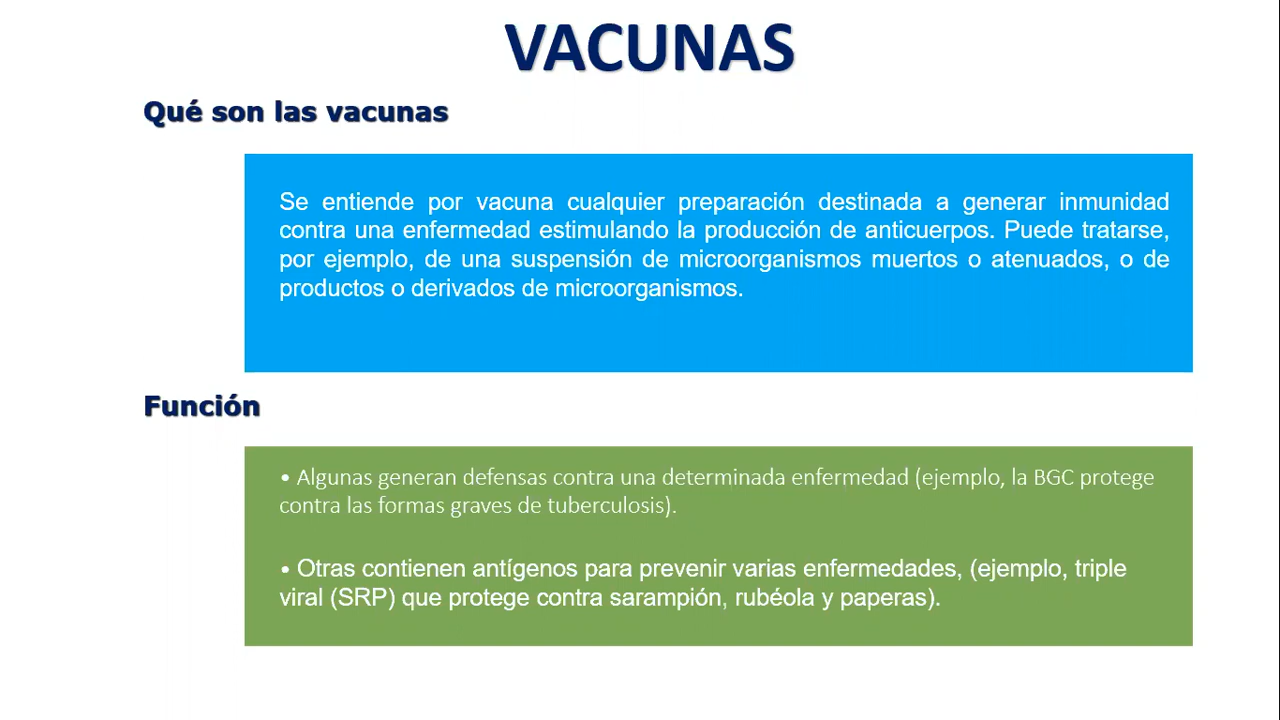 VACUNAS
Qué son las vacunas
Se entiende por vacuna cualquier preparación destinada a generar inmunidad
contra una enfermedad estimulando la producción de anticuerpos. Puede tratarse,
por ejemplo, de una suspensión de microorganismos muertos o atenuados, o de
productos o derivados de microorganismos.
Función
• Algunas generan defensas contra una determinada enfermedad (ejemplo, la BGC protege
contra las formas graves de tuberculosis).
• Otras contienen antígenos para prevenir varias enfermedades, (ejemplo, triple
viral (SRP) que protege contra sarampión, rubéola y paperas).